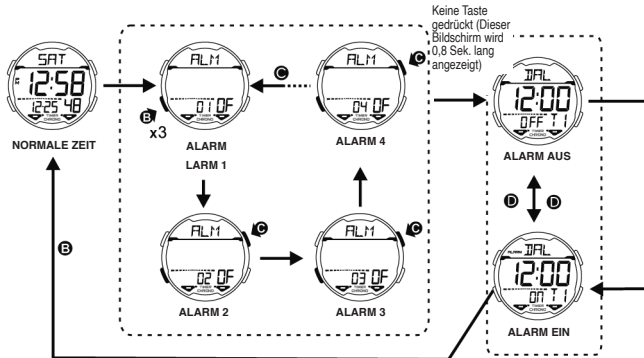 Keine Taste
gedrückt (Dieser
Bildschirm wird
0,8 Sek. lang
angezeigt)
SAT
12:58
12-25 48
TIMER
CHRONO
NORMALE ZEIT
B
x3
ALM
01 OF
TIMER
CHRONO
ALARM
LARM 1
C
ALM
04 OF
TIMER
CHRONO
ALARM 4
C
DAL
12:00
OFF T1
TIMER
CHRONO
ALARM AUS
D
D
B
ALM
02 OF
TIMER
CHRONO
ALARM 2
C
ALM
03 OF
TIMER
CHRONO
ALARM 3
C
ALARM
DAL
12:00
ON T1
TIMER
CHRONO
ALARM EIN